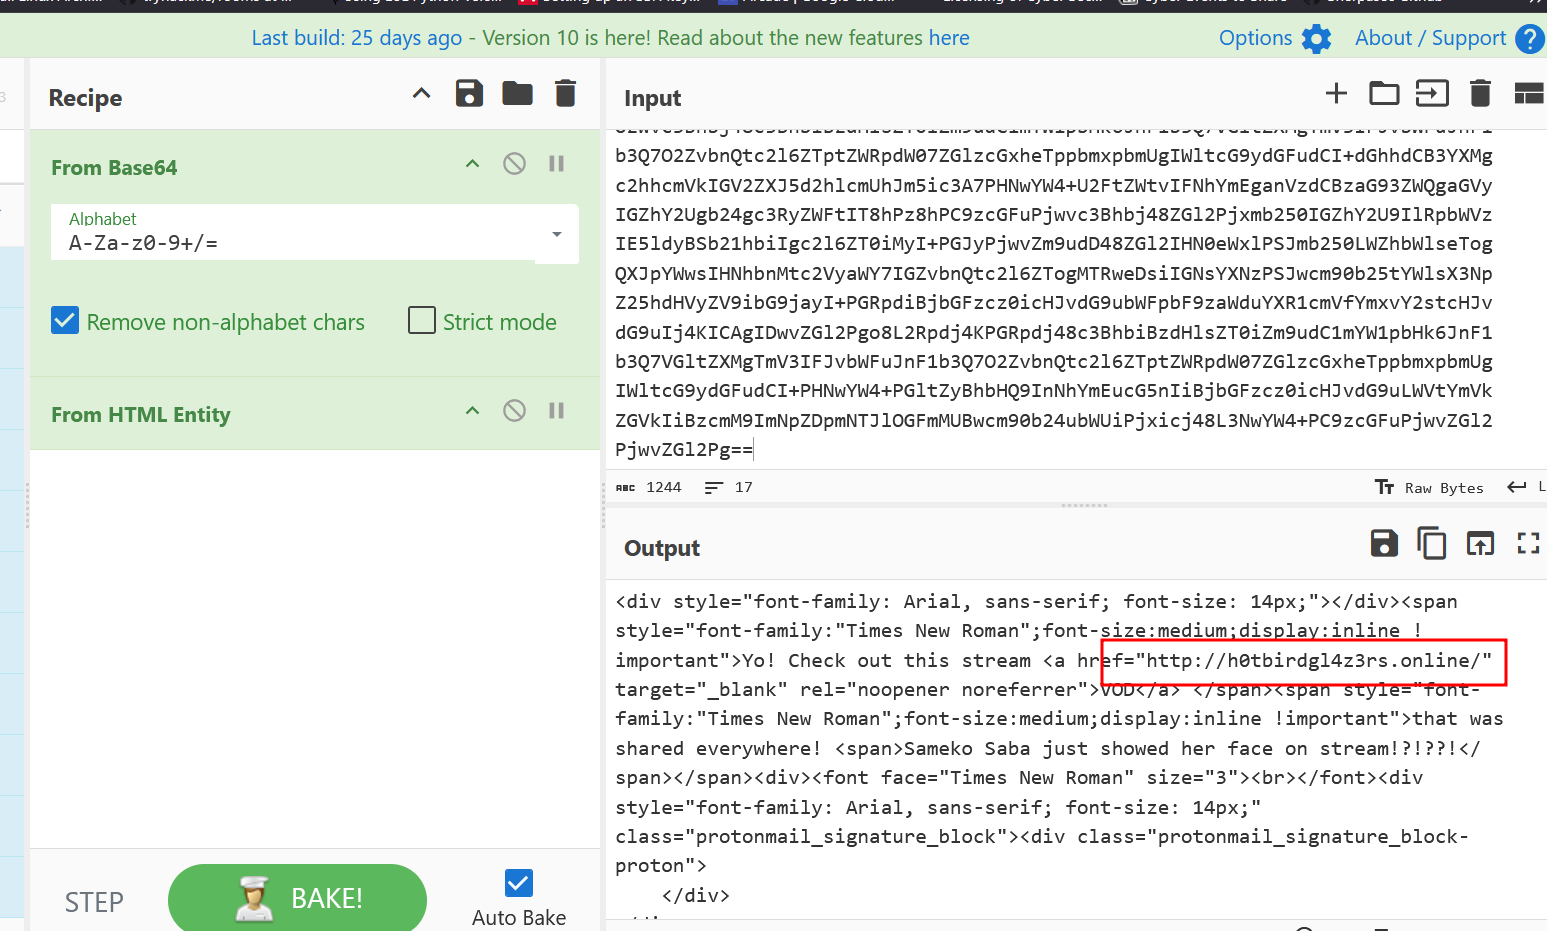 Last build: 25 days ago - Version 10 is here! Read about the new features here
Options
About / Support
Recipe
From Base64
Alphabet
A-Za-z0-9+/=
Remove non-alphabet chars
Strict mode
From HTML Entity
STEP
BAKE!
Auto Bake
Input
b3Q7O2ZvbnQtc2l6ZTptZWRpdW07ZGlzcGxheTppbmxpbmUgIWltcG9ydGFudCI+dGhhdCB3YXMg
c2hhcmVkIGV2ZXJ5d2hlcmUhJm5ic3A7PHNwYW4+U2FtZWtvIFNhYmEganVzdCBzaG93ZWQgaGVy
IGZhY2Ugb24gc3RyZWFtIT8hPz8hPC9zcGFuPjwvc3Bhbj48ZGl2Pjxmb250IGZhY2U9IlRpbWVz
IE5ldyBSb21hbiIgc2l6ZT0iMyI+PGJyPjwvZm9udD48ZGl2IHN0eWxlPSJmb250LWZhbWlseTog
QXJpYWwsIHNhbnMtc2VyaWY7IGZvbnQtc2l6ZTogMTRweDsiIGNsYXNzPSJwcm90b25tYWlsX3Np
Z25hdHVyZV9ibG9jayI+PGRpdiBjbGFzcz0icHJvdG9ubWFpbF9zaWduYXR1cmVfYmxvY2stcHJv
dG9uIj4KICAgIDwvZGl2Pgo8L2Rpdj4KPGRpdj48c3BhbiBzdHlsZT0iZm9udC1mYW1pbHk6JnF1
b3Q7VGltZXMgTmV3IFJvbWFuJnF1b3Q7O2ZvbnQtc2l6ZTptZWRpdW07ZGlzcGxheTppbmxpbmUg
IWltcG9ydGFudCI+PHNwYW4+PGltZyBhbHQ9InNhYmEucG5nIiBjbGFzcz0icHJvdG9uLWVtYmVk
ZGVkIiBzcmM9ImNpZDpmNTJlOGFmMUBwcm90b24ubWUiPjxicj48L3NwYW4+PC9zcGFuPjwvZGl2
PjwvZGl2Pg==
1244
17
Raw Bytes
Output
<div style="font-family: Arial, sans-serif; font-size: 14px;"></div><span
style="font-family:"Times New Roman";font-size:medium;display:inline !
important">Yo! Check out this stream <a href="http://h0tbirdgl4z3rs.online/"
target="_blank" rel="noopener noreferrer">VOD</a> </span><span style="font-
family:"Times New Roman";font-size:medium;display:inline !important">that was
shared everywhere! <span>Sameko Saba just showed her face on stream!?!??!</
span></span><div><font face="Times New Roman" size="3"><br></font><div
style="font-family: Arial, sans-serif; font-size: 14px;"
class="protonmail_signature_block"><div class="protonmail_signature_block-
proton">
</div>